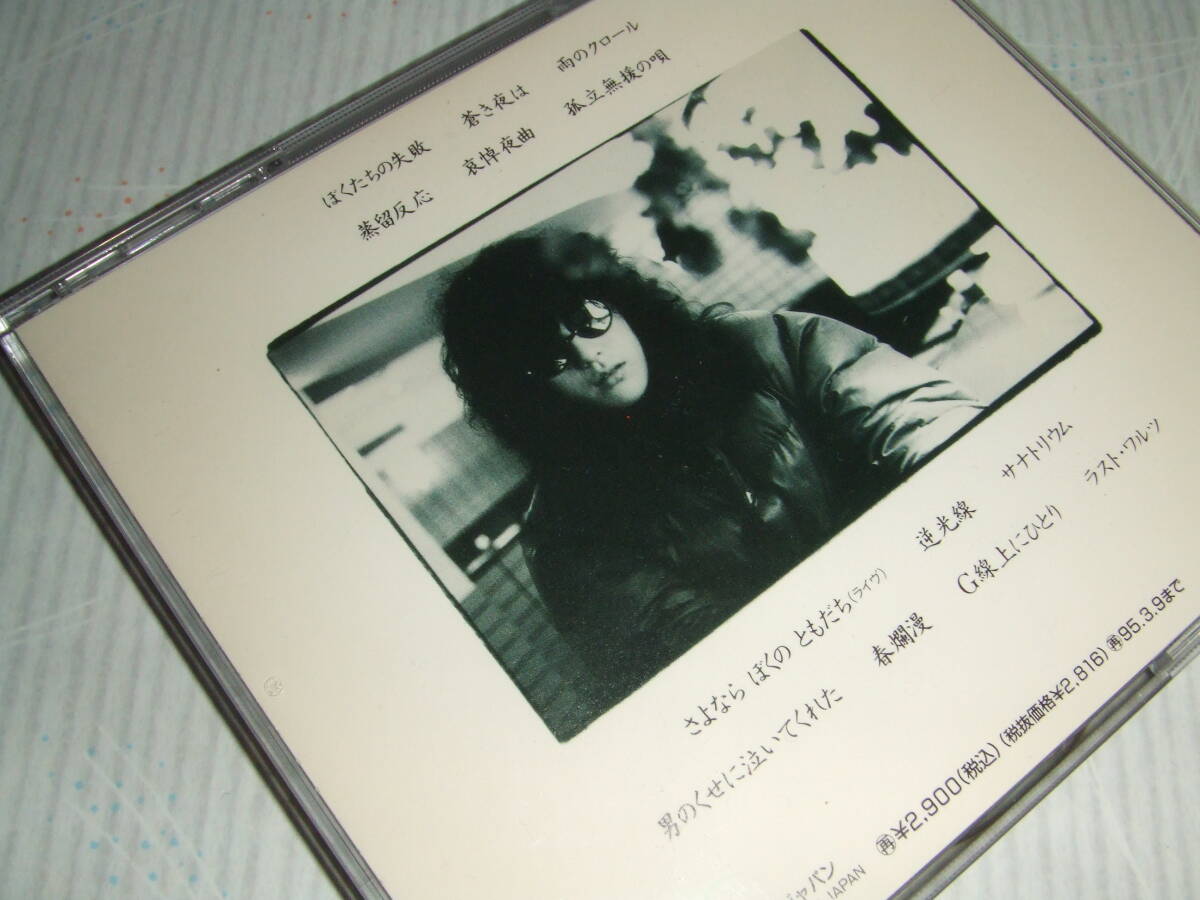 ぼくたちの失敗　蒼き夜は　雨のクロール
蒸留反応　哀悼夜曲　孤立無援の唄
さよなら ぼくの ともだち(ライヴ)　逆光線　サナトリウム
男のくせに泣いてくれた　春爛漫　G線上にひとり　ラスト・ワルツ
㊢¥2,900(税込)(税抜価格¥2,816)㊢95.3.9まで
ャパン
JAPAN